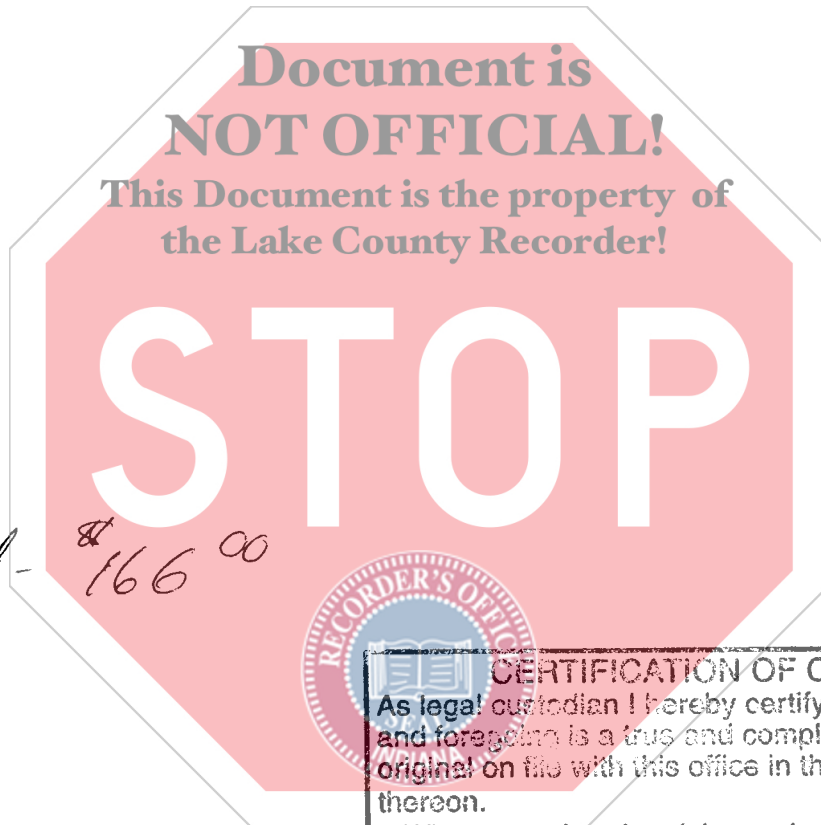 Document is
NOT OFFICIAL!
This Document is the property of
the Lake County Recorder!
STOP
$166 00
RECORDER'S OFFICE
SEAL
INDIANA
CERTIFICATION OF C
As legal custodian I hereby certify
and foregoing is a true and compl
original on file with this office in th
thereon.